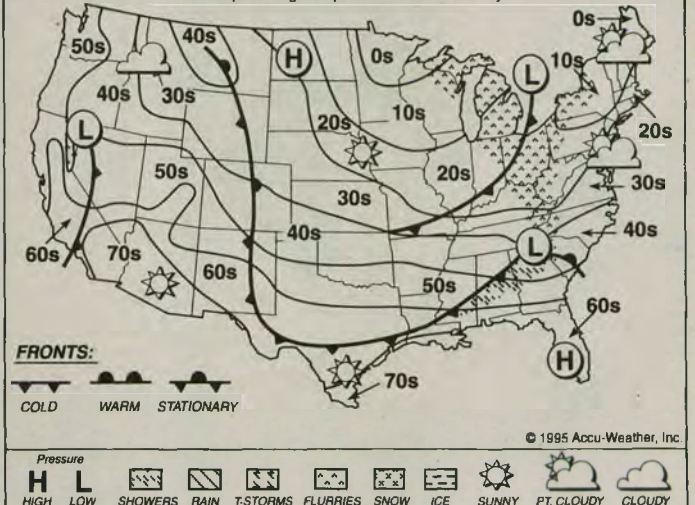 0s
50s
40s
H
0s
L
10s
40s
30s
10s
20s
20s
L
50s
20s
30s
30s
40s
40s
L
60s
70s
60s
50s
60s
H
70s
FRONTS:
COLD WARM STATIONARY
© 1995 Accu-Weather, Inc.
Pressure
H L
HIGH LOW SHOWERS RAIN T-STORMS FLURRIES SNOW ICE SUNNY PT. CLOUDY CLOUDY